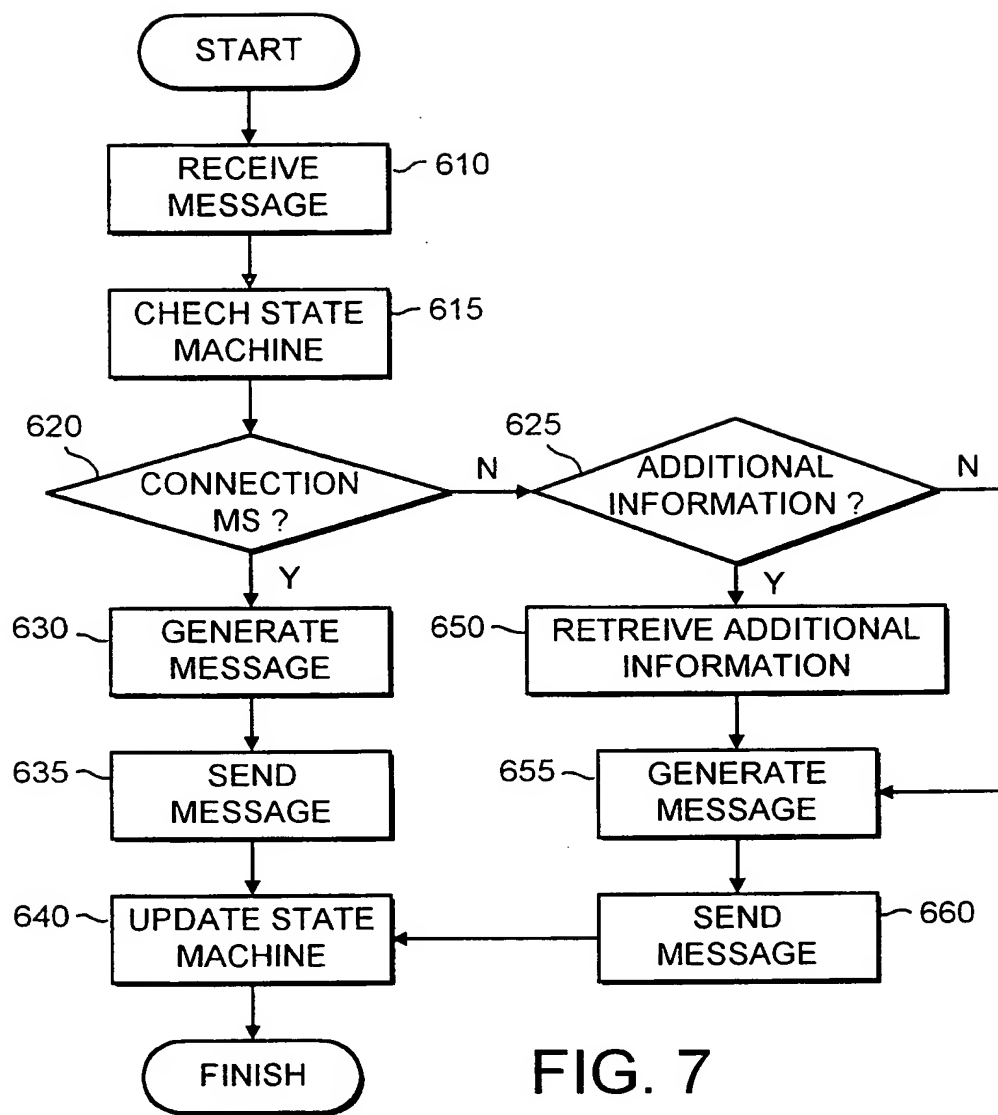 START
RECEIVE
MESSAGE
610
CHECH STATE
MACHINE
615
620
CONNECTION
MS ?
N
625
ADDITIONAL
INFORMATION ?
N
Y
Y
630
GENERATE
MESSAGE
650
RETREIVE ADDITIONAL
INFORMATION
635
SEND
MESSAGE
655
GENERATE
MESSAGE
640
UPDATE STATE
MACHINE
SEND
MESSAGE
660
FINISH
FIG. 7